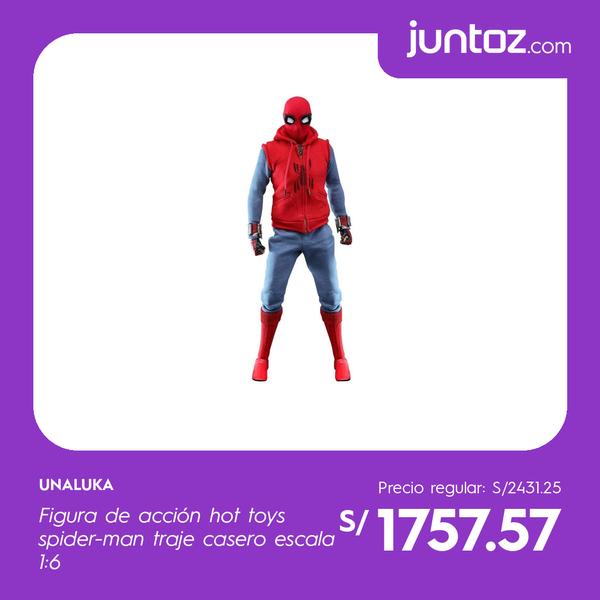 juntoz.com
UNALUKA
Precio regular: S/2431.25
Figura de acción hot toys
spider-man traje casero escala
1:6
S/1757.57